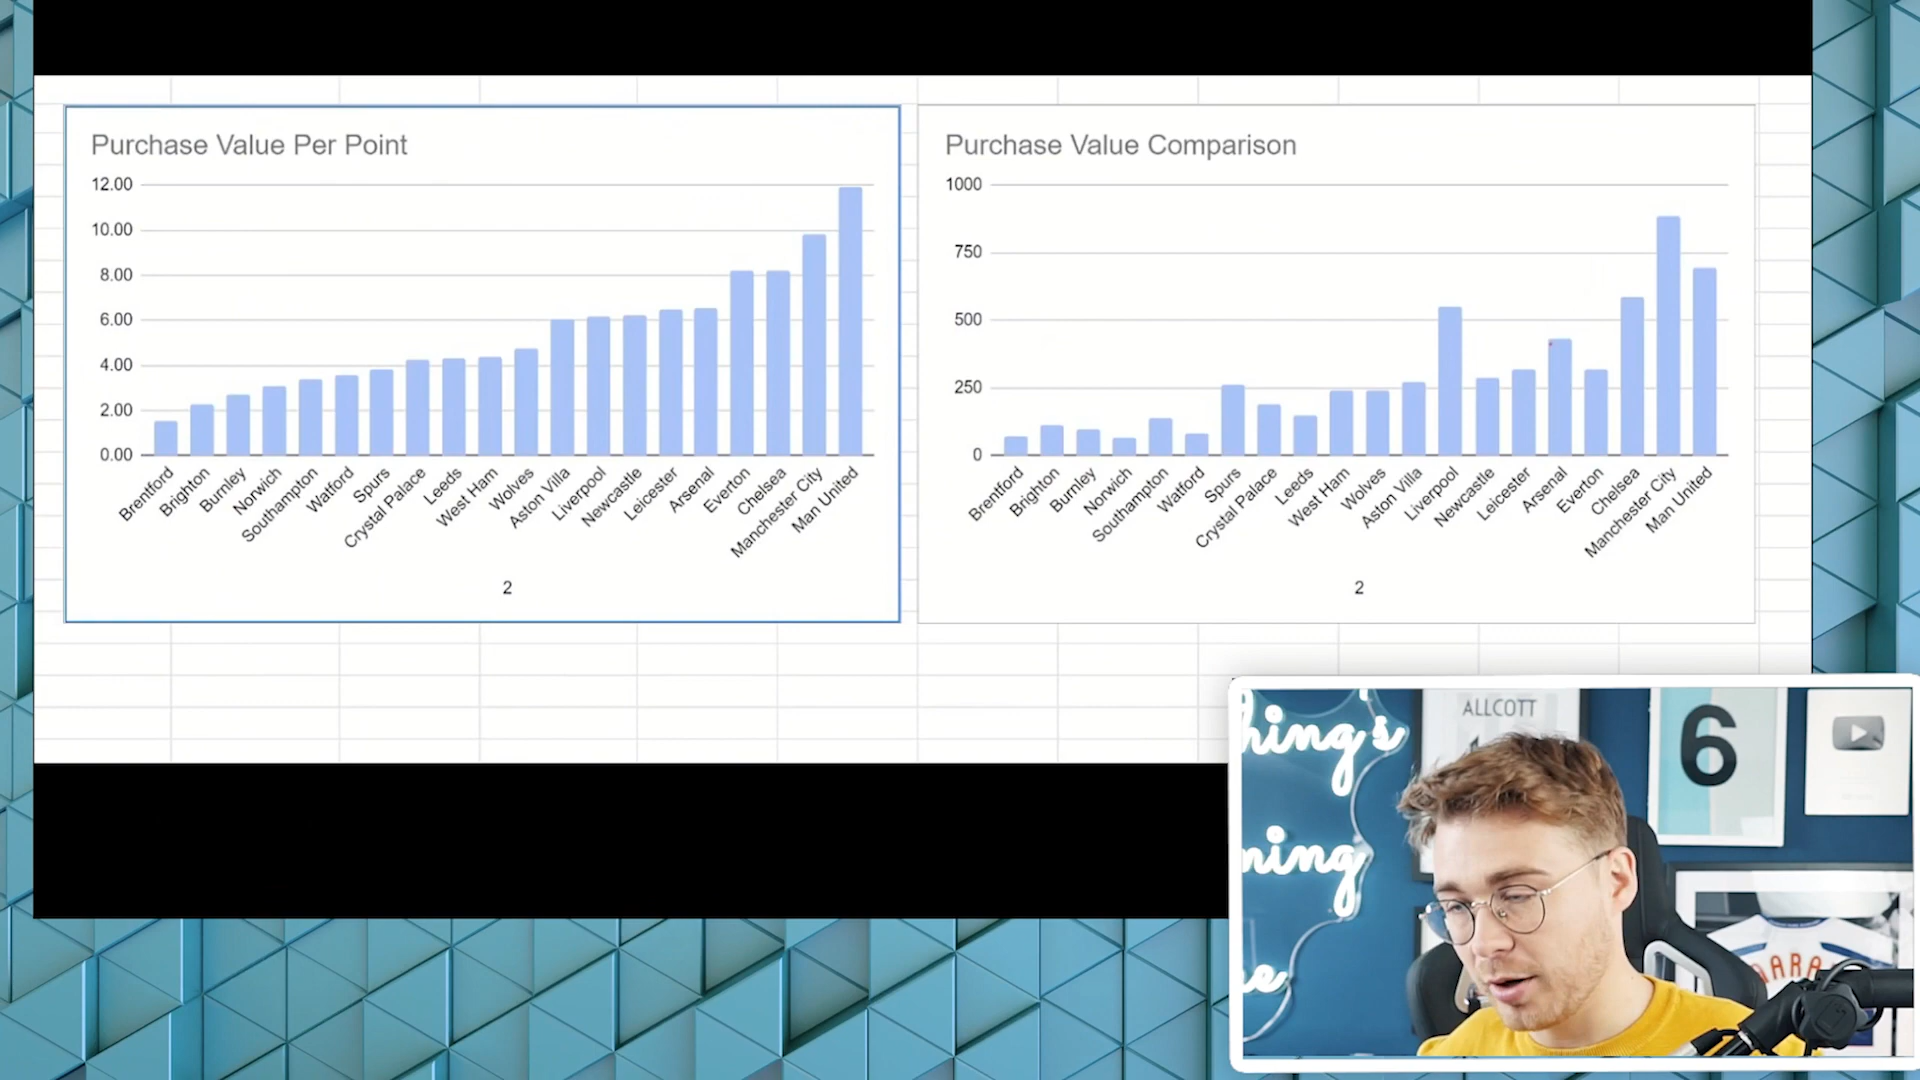 Purchase Value Per Point
12.00
10.00
8.00
6.00
4.00
2.00
0.00
Brentford
Brighton
Burnley
Norwich
Southampton
Watford
Spurs
Crystal Palace
Leeds
West Ham
Wolves
Aston Villa
Liverpool
Newcastle
Leicester
Arsenal
Everton
Chelsea
Manchester City
Man United
2
Purchase Value Comparison
1000
750
500
250
0
Brentford
Brighton
Burnley
Norwich
Southampton
Watford
Spurs
Crystal Palace
Leeds
West Ham
Wolves
Aston Villa
Liverpool
Newcastle
Leicester
Arsenal
Everton
Chelsea
Manchester City
Man United
2
hing's
ning
ALLCOTT
6
ARA